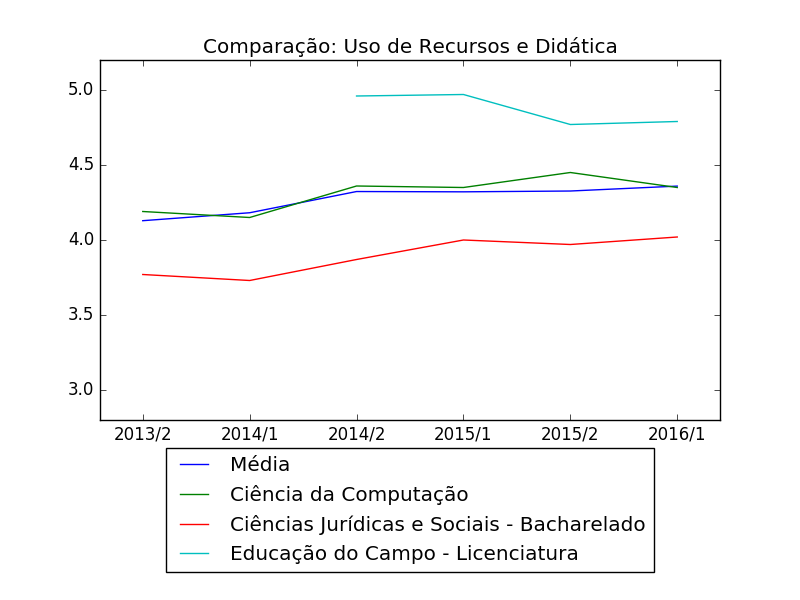 Comparação: Uso de Recursos e Didática
5.0
4.5
4.0
3.5
3.0
2013/2 2014/1 2014/2 2015/1 2015/2 2016/1
Média
Ciência da Computação
Ciências Jurídicas e Sociais - Bacharelado
Educação do Campo - Licenciatura